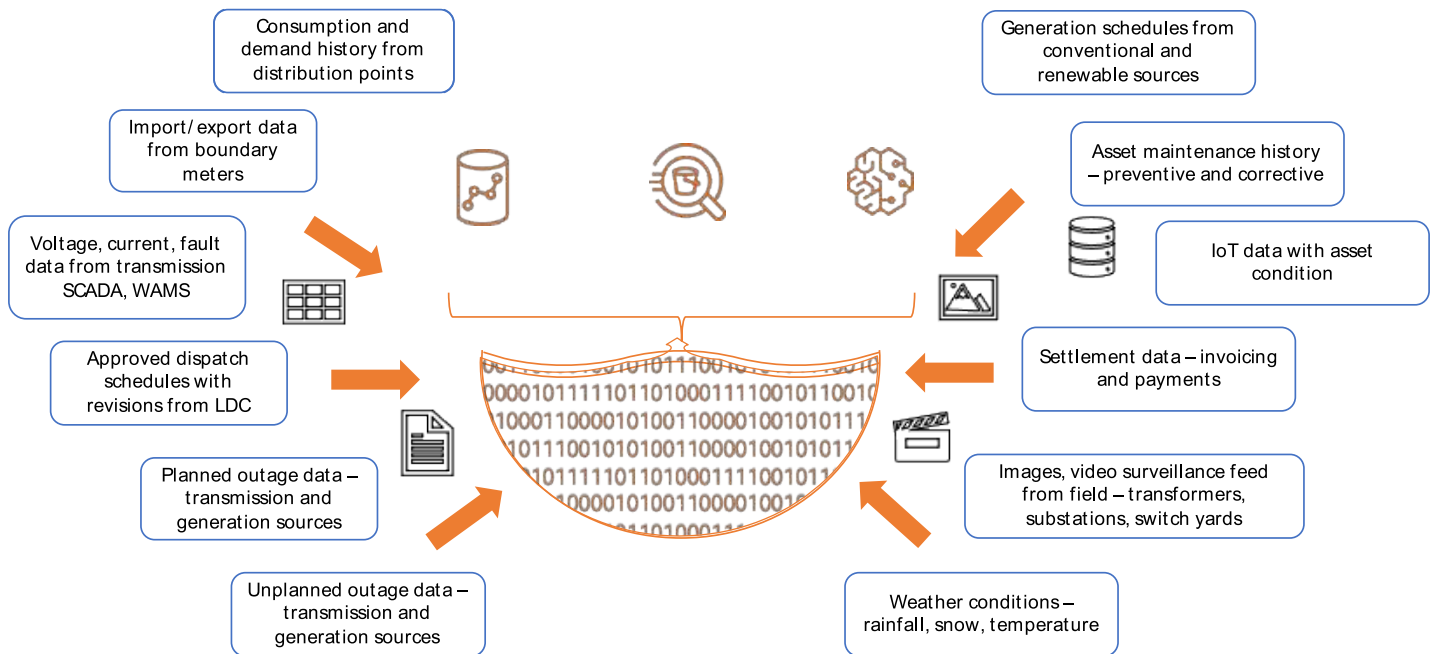 Consumption and
demand history from
distribution points
Generation schedules from
conventional and
renewable sources
Import/ export data
from boundary
meters
Asset maintenance history
– preventive and corrective
Voltage, current, fault
data from transmission
SCADA, WAMS
IoT data with asset
condition
Approved dispatch
schedules with
revisions from LDC
Settlement data – invoicing
and payments
Planned outage data –
transmission and
generation sources
Images, video surveillance feed
from field – transformers,
substations, switch yards
Unplanned outage data –
transmission and
generation sources
Weather conditions –
rainfall, snow, temperature
0000101111101101000111110010110010
10001100001010011000010010101111
101110010101001100001001010111
101111101101000111110010111